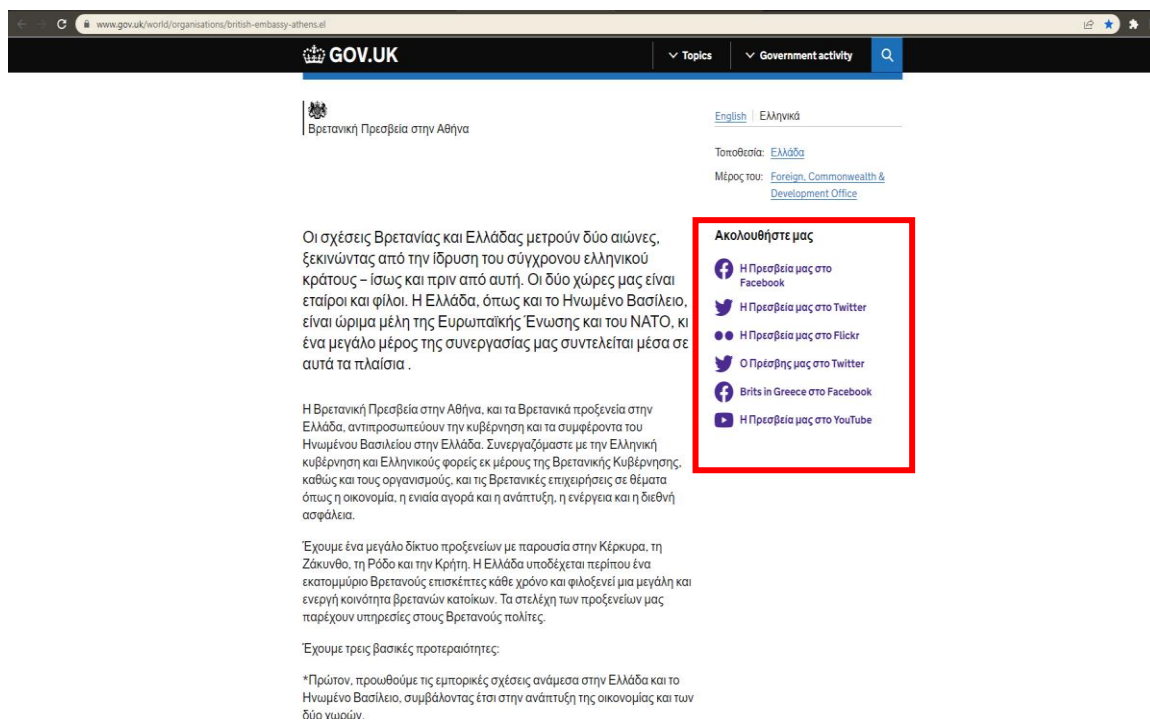 www.gov.uk/world/organisations/british-embassy-athens.el
GOV.UK
Topics
Government activity
Βρετανική Πρεσβεία στην Αθήνα
English
Ελληνικά
Τοποθεσία: Ελλάδα
Μέρος του: Foreign, Commonwealth &
Development Office
Οι σχέσεις Βρετανίας και Ελλάδας μετρούν δύο αιώνες,
ξεκινώντας από την ίδρυση του σύγχρονου ελληνικού
κράτους – ίσως και πριν από αυτή. Οι δύο χώρες μας είναι
εταίροι και φίλοι. Η Ελλάδα, όπως και το Ηνωμένο Βασίλειο,
είναι ώριμα μέλη της Ευρωπαϊκής Ένωσης και του ΝΑΤΟ, κι
ένα μεγάλο μέρος της συνεργασίας μας συντελείται μέσα σε
αυτά τα πλαίσια .
Η Βρετανική Πρεσβεία στην Αθήνα, και τα Βρετανικά προξενεία στην
Ελλάδα, αντιπροσωπεύουν την κυβέρνηση και τα συμφέροντα του
Ηνωμένου Βασιλείου στην Ελλάδα. Συνεργαζόμαστε με την Ελληνική
κυβέρνηση και Ελληνικούς φορείς εκ μέρους της Βρετανικής Κυβέρνησης,
καθώς και τους οργανισμούς, και τις Βρετανικές επιχειρήσεις σε θέματα
όπως η οικονομία, η ενιαία αγορά και η ανάπτυξη, η ενέργεια και η διεθνή
ασφάλεια.
Έχουμε ένα μεγάλο δίκτυο προξενείων με παρουσία στην Κέρκυρα, τη
Ζάκυνθο, τη Ρόδο και την Κρήτη. Η Ελλάδα υποδέχεται περίπου ένα
εκατομμύριο Βρετανούς επισκέπτες κάθε χρόνο και φιλοξενεί μια μεγάλη και
ενεργή κοινότητα βρετανών κατοίκων. Τα στελέχη των προξενείων μας
παρέχουν υπηρεσίες στους Βρετανούς πολίτες.
Έχουμε τρεις βασικές προτεραιότητες:
*Πρώτον, προωθούμε τις εμπορικές σχέσεις ανάμεσα στην Ελλάδα και το
Ηνωμένο Βασίλειο, συμβάλοντας έτσι στην ανάπτυξη της οικονομίας και των
δύο χωρών.
Ακολουθήστε μας
Η Πρεσβεία μας στο
Facebook
Η Πρεσβεία μας στο Twitter
Η Πρεσβεία μας στο Flickr
Ο Πρέσβης μας στο Twitter
Brits in Greece στο Facebook
Η Πρεσβεία μας στο YouTube